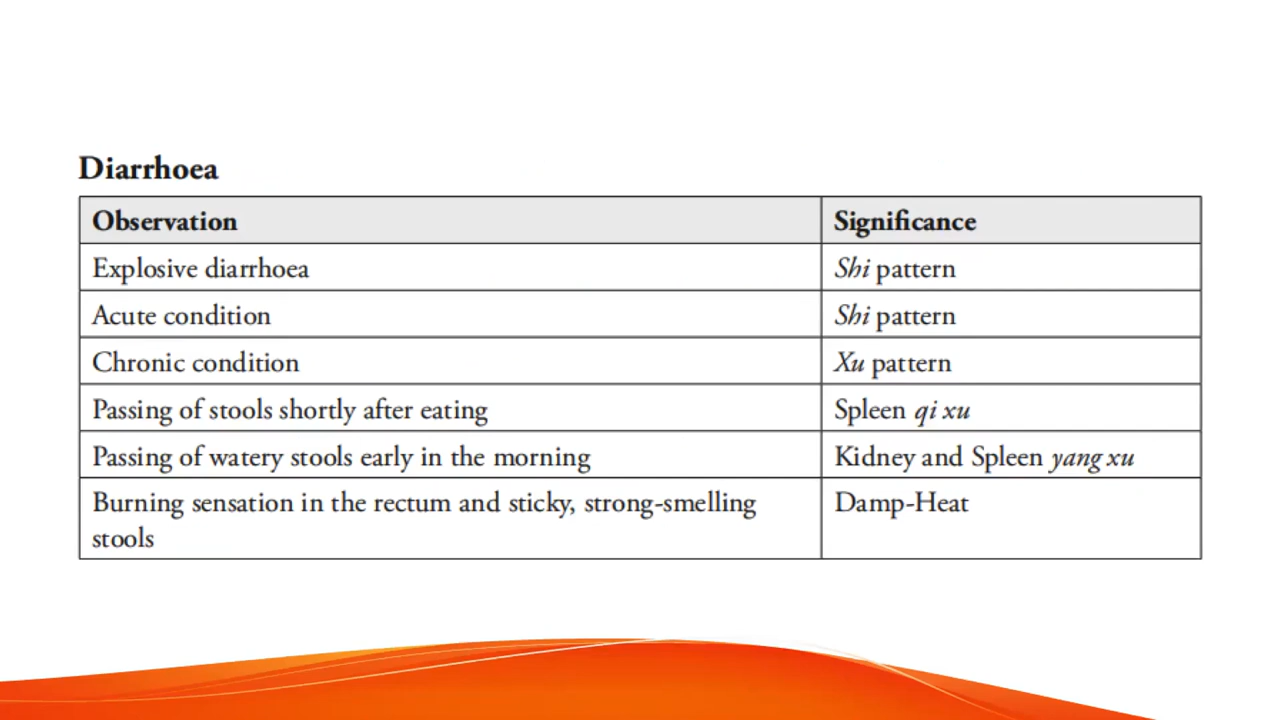 Diarrhoea
Observation Significance
Explosive diarrhoea Shi pattern
Acute condition Shi pattern
Chronic condition Xu pattern
Passing of stools shortly after eating Spleen qi xu
Passing of watery stools early in the morning Kidney and Spleen yang xu
Burning sensation in the rectum and sticky, strong-smelling Damp-Heat
stools